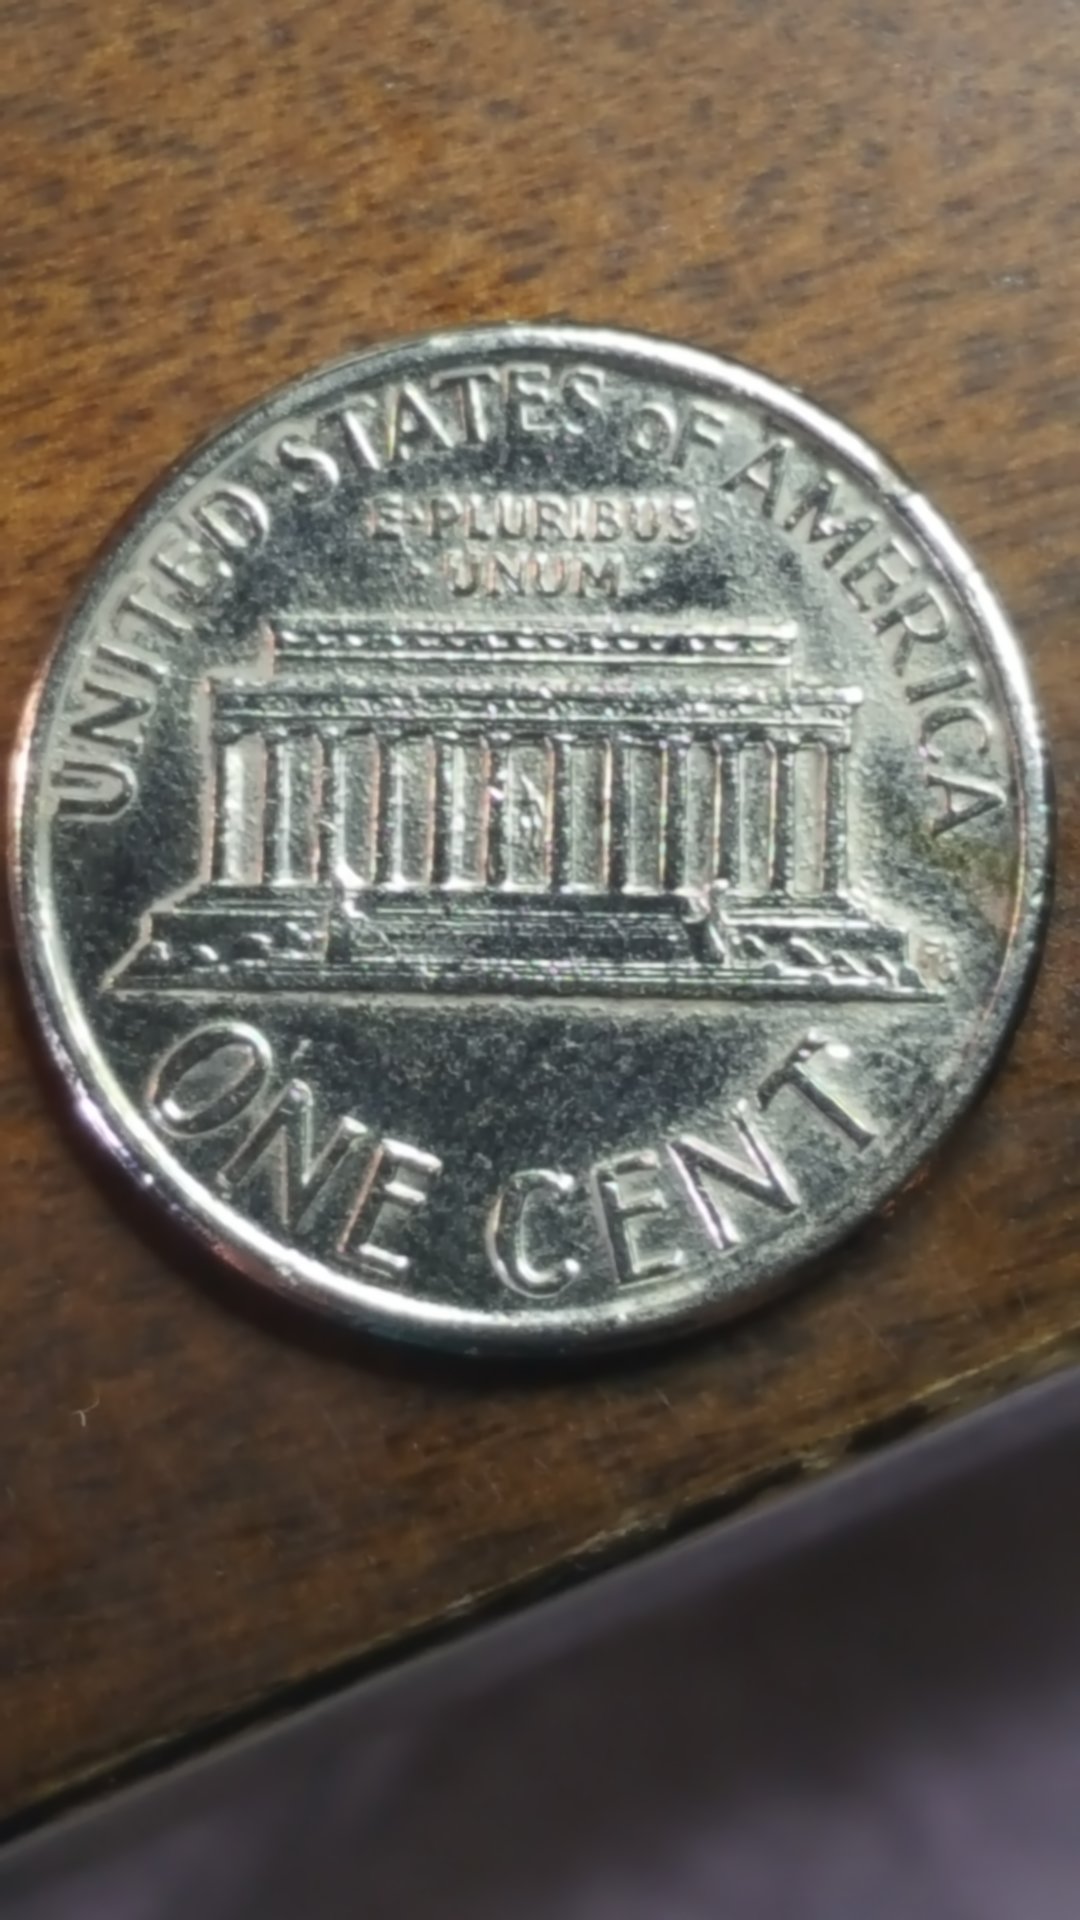 UNITED STATES OF AMERICA
E·PLURIBUS
·UNUM·
ONE CENT